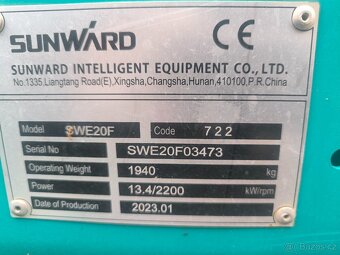 SUNWARD CE
SUNWARD INTELLIGENT EQUIPMENT CO., LTD.
No.1335,Liangtang Road(E),Xingsha,Changsha,Hunan,410100,P.R.China
Model SWE20F Code 722
Serial No SWE20F03473
Operating Weight 1940 kg
Power 13.4/2200 kW/rpm
Date of Production 2023.01